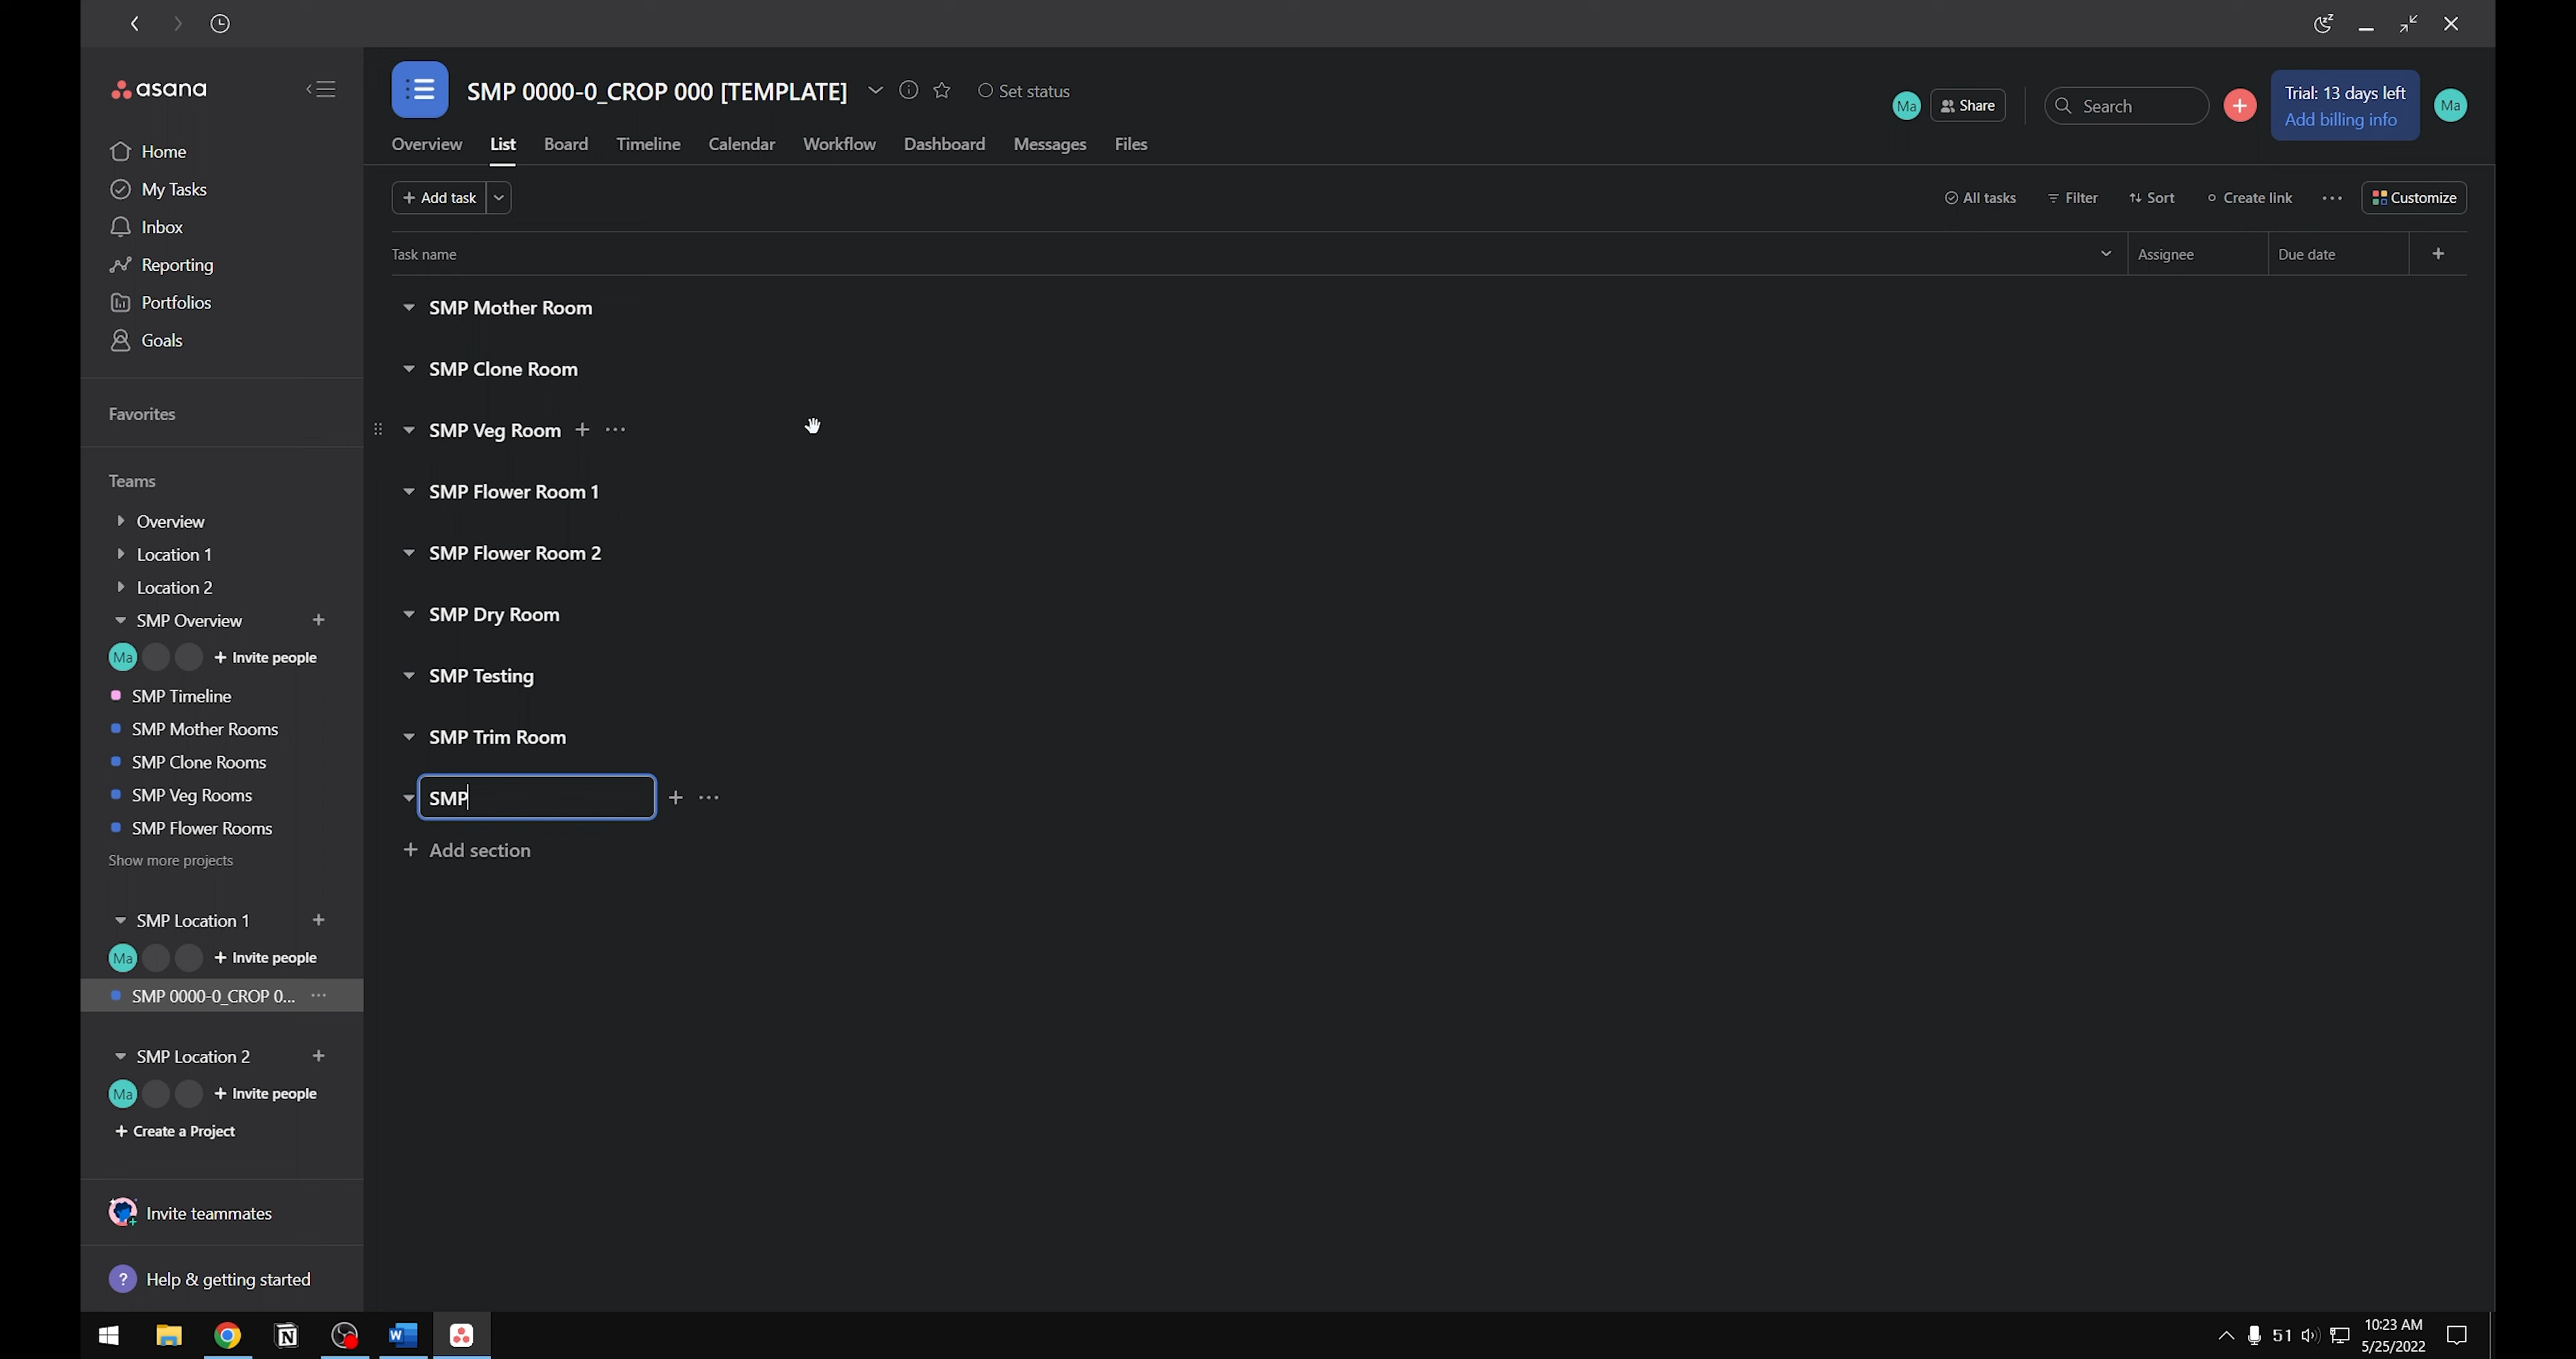 asana
Home
My Tasks
Inbox
Reporting
Portfolios
Goals
Favorites
Teams
Overview
Location 1
Location 2
SMP Overview
Ma
Invite people
SMP Timeline
SMP Mother Rooms
SMP Clone Rooms
SMP Veg Rooms
SMP Flower Rooms
Show more projects
SMP Location 1
Ma
Invite people
SMP 0000-0_CROP 0...
SMP Location 2
Ma
Invite people
+ Create a Project
Invite teammates
? Help & getting started
SMP 0000-0_CROP 000 [TEMPLATE]
Set status
Ma
Share
Search
Trial: 13 days left
Add billing info
Ma
Overview List Board Timeline Calendar Workflow Dashboard Messages Files
+ Add task
All tasks Filter Sort Create link ... Customize
Task name Assignee Due date +
SMP Mother Room
SMP Clone Room
SMP Veg Room + ...
SMP Flower Room 1
SMP Flower Room 2
SMP Dry Room
SMP Testing
SMP Trim Room
SMP + ...
+ Add section
51
10:23 AM
5/25/2022